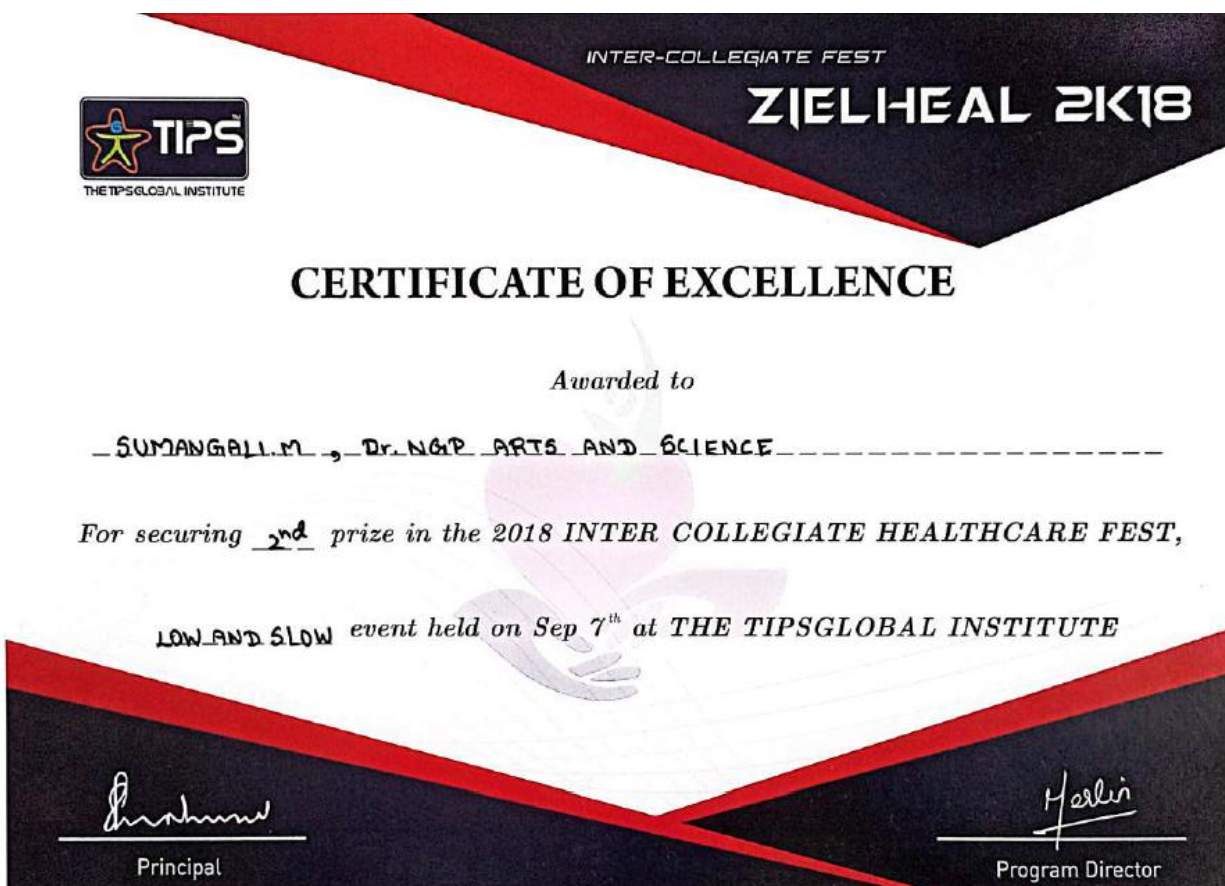 INTER-COLLEGIATE FEST
ZIELHEAL 2K18
TIPS
THE TIPSGLOBAL INSTITUTE
CERTIFICATE OF EXCELLENCE
Awarded to
SUMANGALI.M, Dr. NGP ARTS AND SCIENCE
For securing 2nd prize in the 2018 INTER COLLEGIATE HEALTHCARE FEST,
LOW AND SLOW event held on Sep 7th at THE TIPSGLOBAL INSTITUTE
Merlin
Principal
Program Director